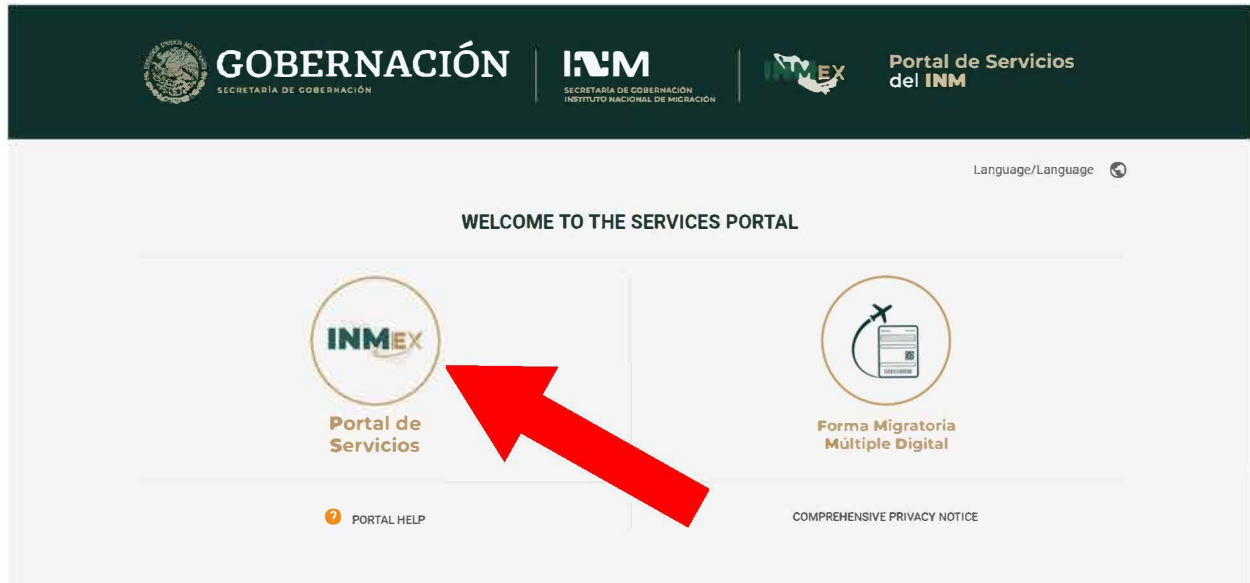 GOBERNACIÓN
SECRETARÍA DE GOBERNACIÓN
INM
SECRETARÍA DE GOBERNACIÓN
INSTITUTO NACIONAL DE MIGRACIÓN
INMEX
Portal de Servicios
del INM
Language/Language
WELCOME TO THE SERVICES PORTAL
INMEX
Portal de
Servicios
Forma Migratoria
Múltiple Digital
? PORTAL HELP
COMPREHENSIVE PRIVACY NOTICE